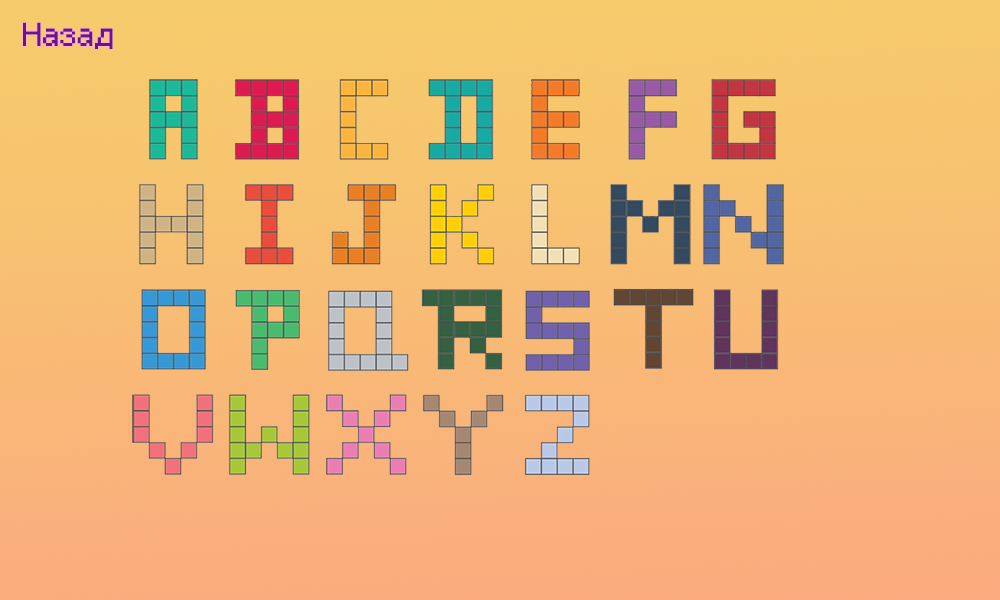 Назад
A B C D E F G
H I J K L M N
O P Q R S T U
V W X Y Z